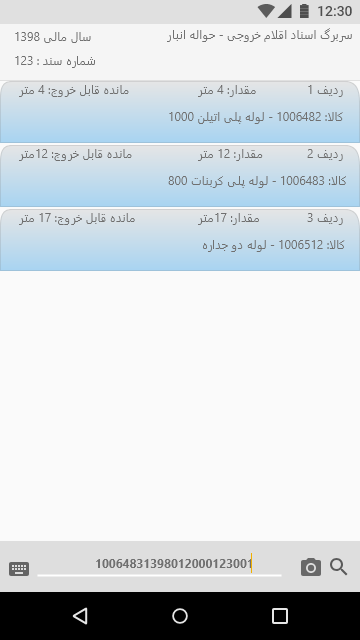 12:30
سربرگ اسناد اقلام خروجی - حواله انبار
سال مالی 1398
شماره سند : 123
ردیف 1 مقدار: 4 متر مانده قابل خروج: 4 متر
کالا: 1006482 - لوله پلی اتیلن 1000
ردیف 2 مقدار: 12 متر مانده قابل خروج: 12متر
کالا: 1006483 - لوله پلی کربنات 800
ردیف 3 مقدار: 17متر مانده قابل خروج: 17 متر
کالا: 1006512 - لوله دو جداره
10064831398012000123001